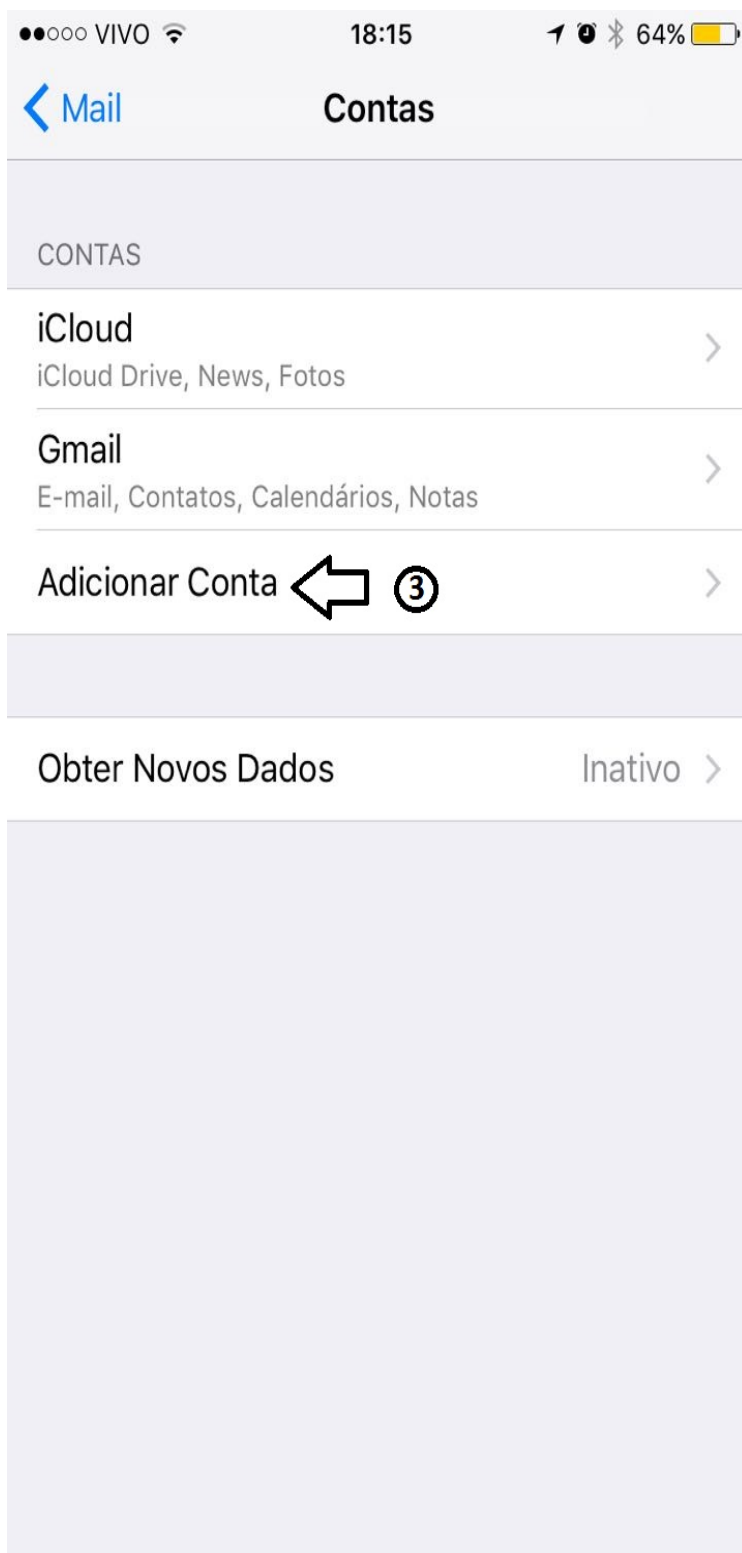 VIVO 18:15 64%
Mail Contas
CONTAS
iCloud
iCloud Drive, News, Fotos
Gmail
E-mail, Contatos, Calendários, Notas
Adicionar Conta 3
Obter Novos Dados Inativo